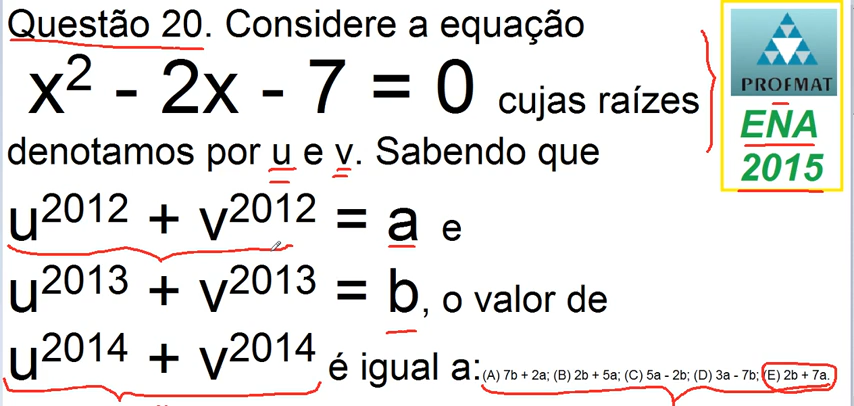 Questão 20. Considere a equação
x² - 2x - 7 = 0 cujas raízes
denotamos por u e v. Sabendo que
u²⁰¹² + v²⁰¹² = a e
u²⁰¹³ + v²⁰¹³ = b, o valor de
u²⁰¹⁴ + v²⁰¹⁴ é igual a: (A) 7b + 2a; (B) 2b + 5a; (C) 5a - 2b; (D) 3a - 7b; (E) 2b + 7a.
PROFMAT
ENA
2015